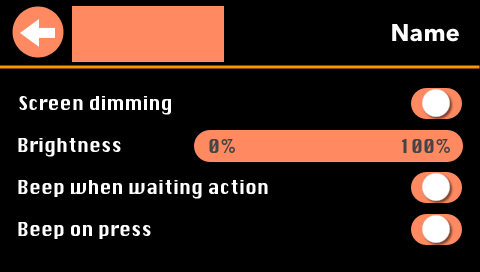 Name
Screen dimming
Brightness 0% 100%
Beep when waiting action
Beep on press